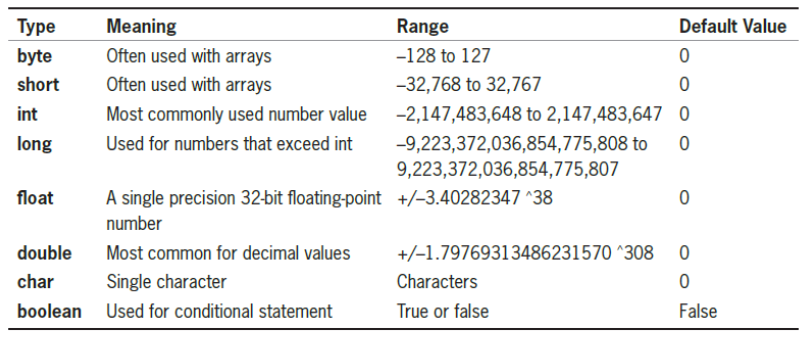 Type Meaning Range Default Value
byte Often used with arrays –128 to 127 0
short Often used with arrays –32,768 to 32,767 0
int Most commonly used number value –2,147,483,648 to 2,147,483,647 0
long Used for numbers that exceed int –9,223,372,036,854,775,808 to 0
9,223,372,036,854,775,807
float A single precision 32-bit floating-point +/–3.40282347 ^38 0
number
double Most common for decimal values +/–1.79769313486231570 ^308 0
char Single character Characters 0
boolean Used for conditional statement True or false False